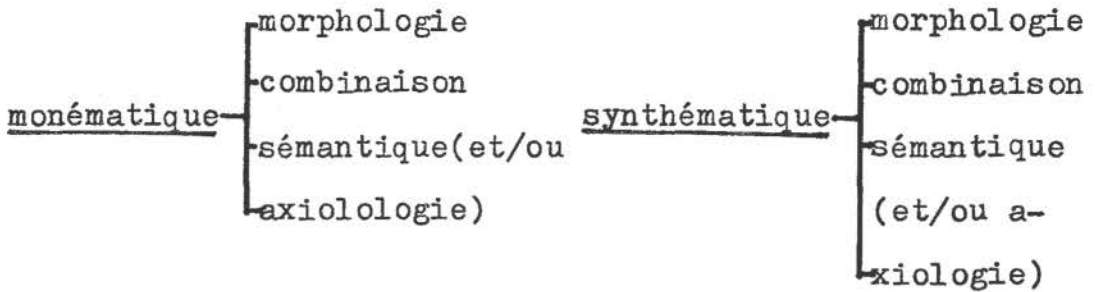 monématique
morphologie
combinaison
sémantique(et/ou
axiolologie)
synthématique
morphologie
combinaison
sémantique
(et/ou a-
xiologie)